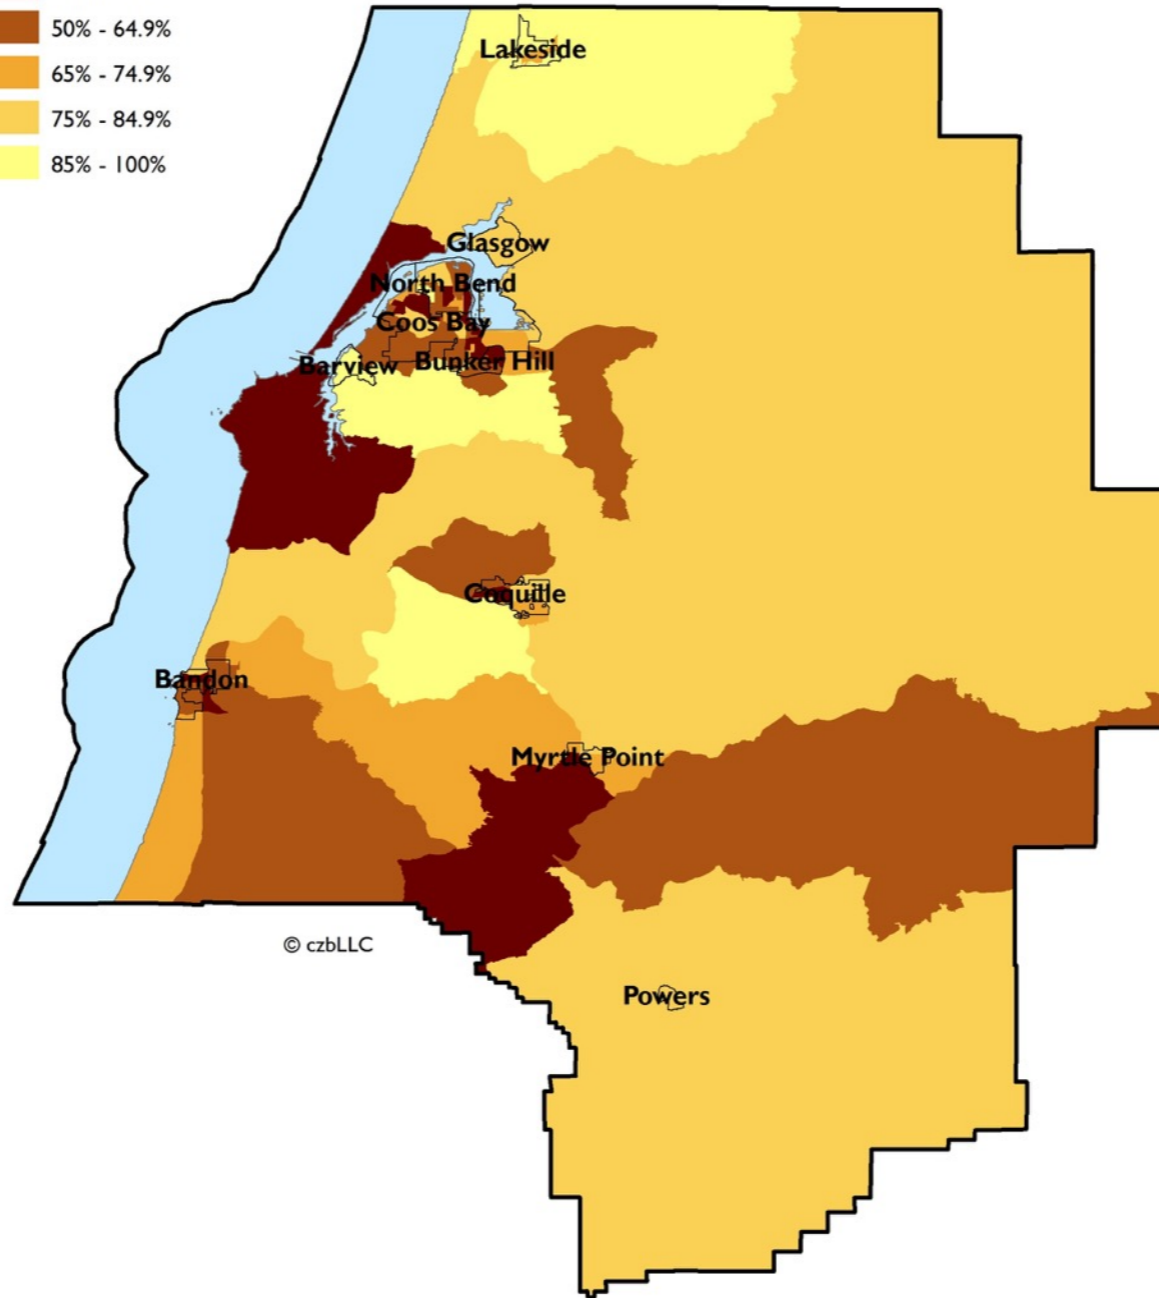 50% - 64.9%
65% - 74.9%
75% - 84.9%
85% - 100%
Lakeside
Glasgow
North Bend
Coos Bay
Barview
Bunker Hill
Coquille
Bandon
Myrtle Point
© czbLLC
Powers